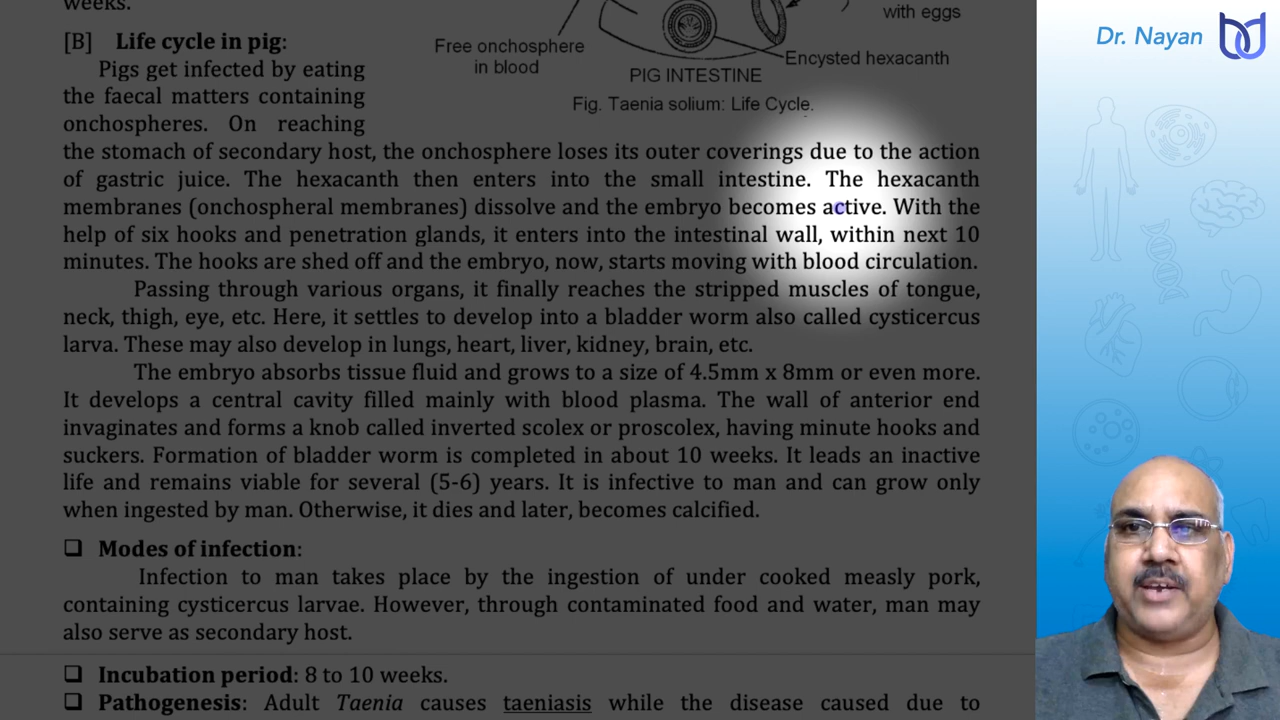 weeks.
with eggs
Free onchosphere
in blood
Encysted hexacanth
PIG INTESTINE
Fig. Taenia solium: Life Cycle.
[B] Life cycle in pig:
Pigs get infected by eating
the faecal matters containing
onchospheres. On reaching
the stomach of secondary host, the onchosphere loses its outer coverings due to the action
of gastric juice. The hexacanth then enters into the small intestine. The hexacanth
membranes (onchospheral membranes) dissolve and the embryo becomes active. With the
help of six hooks and penetration glands, it enters into the intestinal wall, within next 10
minutes. The hooks are shed off and the embryo, now, starts moving with blood circulation.
Passing through various organs, it finally reaches the stripped muscles of tongue,
neck, thigh, eye, etc. Here, it settles to develop into a bladder worm also called cysticercus
larva. These may also develop in lungs, heart, liver, kidney, brain, etc.
The embryo absorbs tissue fluid and grows to a size of 4.5mm x 8mm or even more.
It develops a central cavity filled mainly with blood plasma. The wall of anterior end
invaginates and forms a knob called inverted scolex or proscolex, having minute hooks and
suckers. Formation of bladder worm is completed in about 10 weeks. It leads an inactive
life and remains viable for several (5-6) years. It is infective to man and can grow only
when ingested by man. Otherwise, it dies and later, becomes calcified.
❑ Modes of infection:
Infection to man takes place by the ingestion of under cooked measly pork,
containing cysticercus larvae. However, through contaminated food and water, man may
also serve as secondary host.
❑ Incubation period: 8 to 10 weeks.
❑ Pathogenesis: Adult Taenia causes taeniasis while the disease caused due to
Dr. Nayan